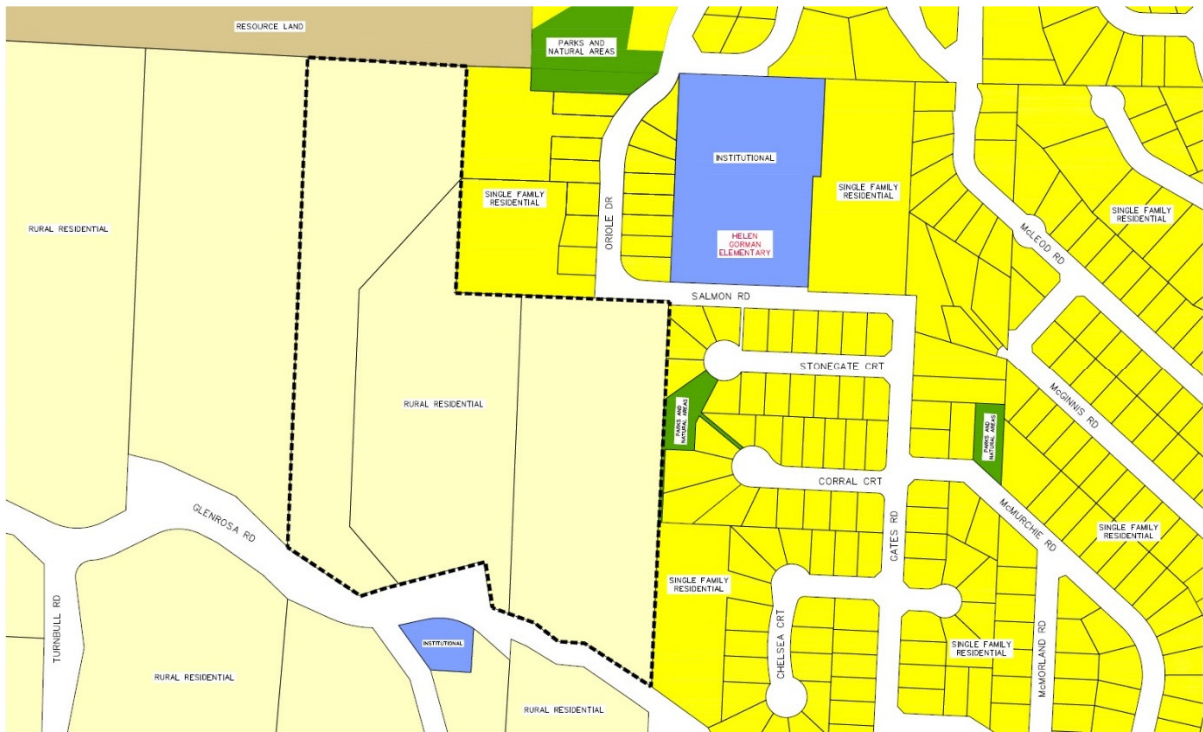 RESOURCE LAND
PARKS AND
NATURAL AREAS
INSTITUTIONAL
SINGLE FAMILY
RESIDENTIAL
SINGLE FAMILY
RESIDENTIAL
SINGLE FAMILY
RESIDENTIAL
RURAL RESIDENTIAL
ORIOLE DR
HELEN
GORMAN
ELEMENTARY
McLEOD RD
SALMON RD
STONEGATE CRT
RURAL RESIDENTIAL
PARKS AND
NATURAL AREAS
PARKS AND
NATURAL AREAS
McGINNIS RD
CORRAL CRT
GLENROSA RD
GATES RD
McMURCHIE RD
SINGLE FAMILY
RESIDENTIAL
SINGLE FAMILY
RESIDENTIAL
TURNBULL RD
INSTITUTIONAL
CHELSEA CRT
SINGLE FAMILY
RESIDENTIAL
McMORLAND RD
RURAL RESIDENTIAL
RURAL RESIDENTIAL